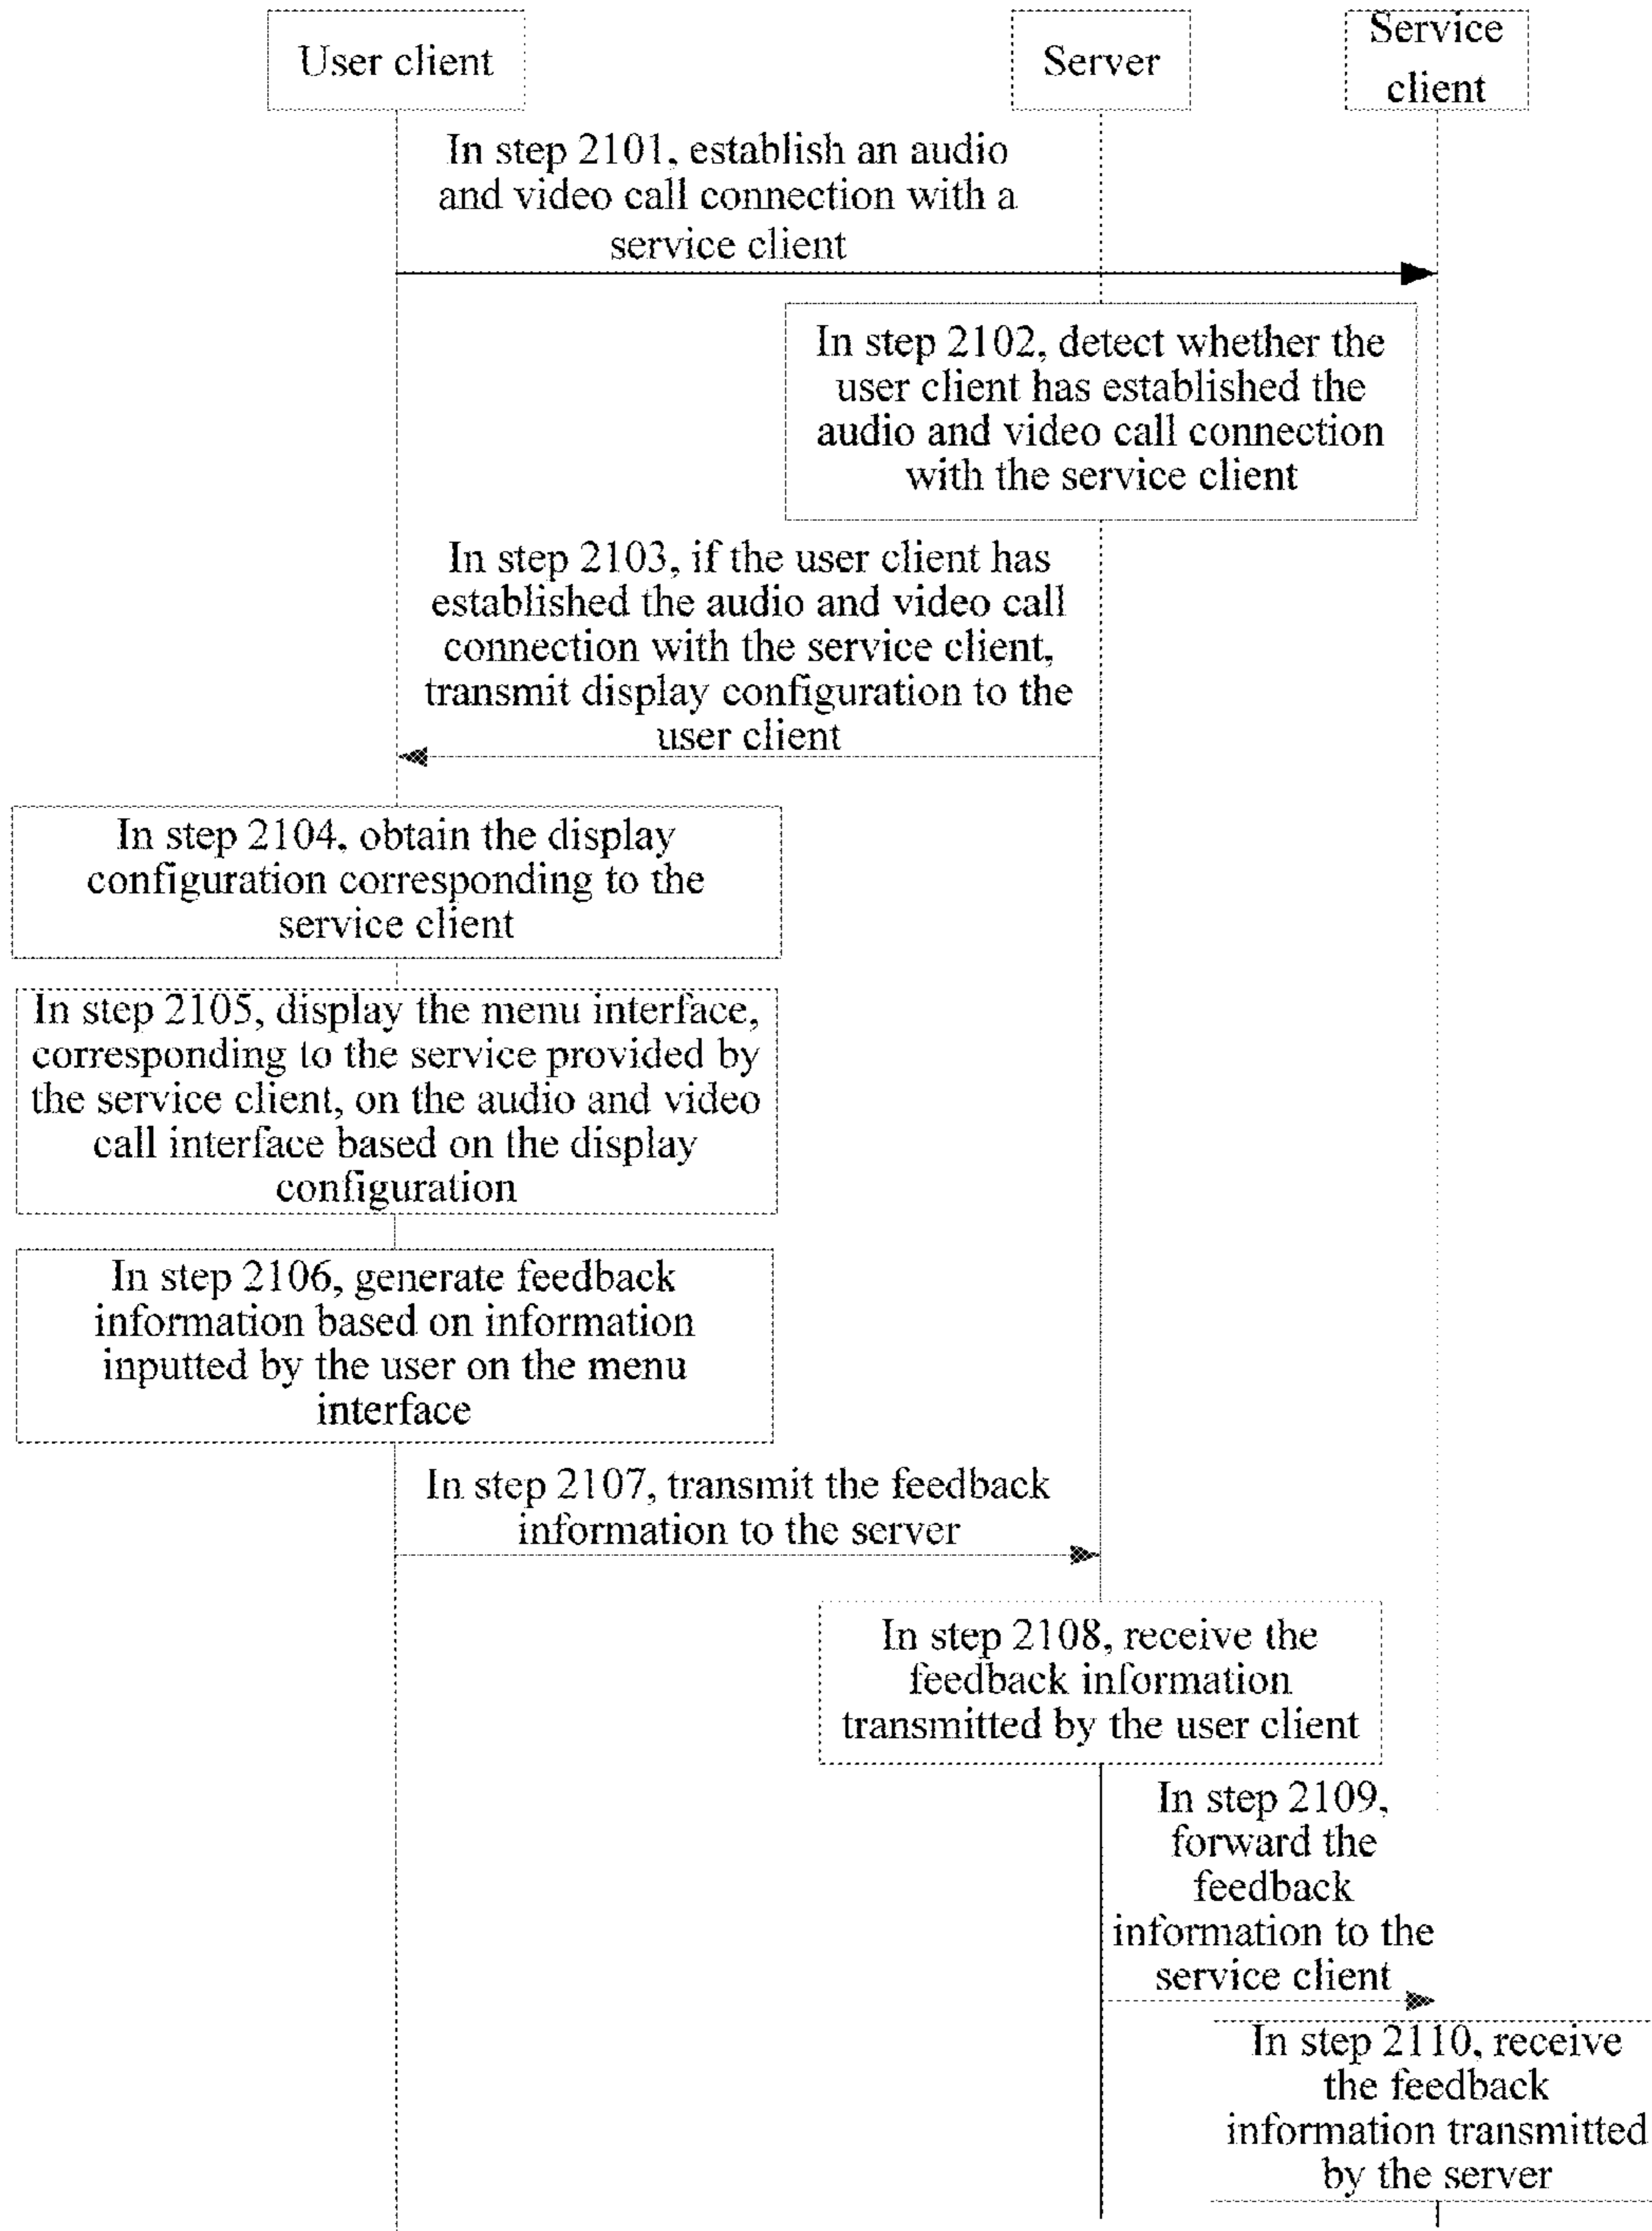 User client
Server
Service
client
In step 2101, establish an audio
and video call connection with a
service client
In step 2102, detect whether the
user client has established the
audio and video call connection
with the service client
In step 2103, if the user client has
established the audio and video call
connection with the service client,
transmit display configuration to the
user client
In step 2104, obtain the display
configuration corresponding to the
service client
In step 2105, display the menu interface,
corresponding to the service provided by
the service client, on the audio and video
call interface based on the display
configuration
In step 2106, generate feedback
information based on information
inputted by the user on the menu
interface
In step 2107, transmit the feedback
information to the server
In step 2108, receive the
feedback information
transmitted by the user client
In step 2109,
forward the
feedback
information to the
service client
In step 2110, receive
the feedback
information transmitted
by the server